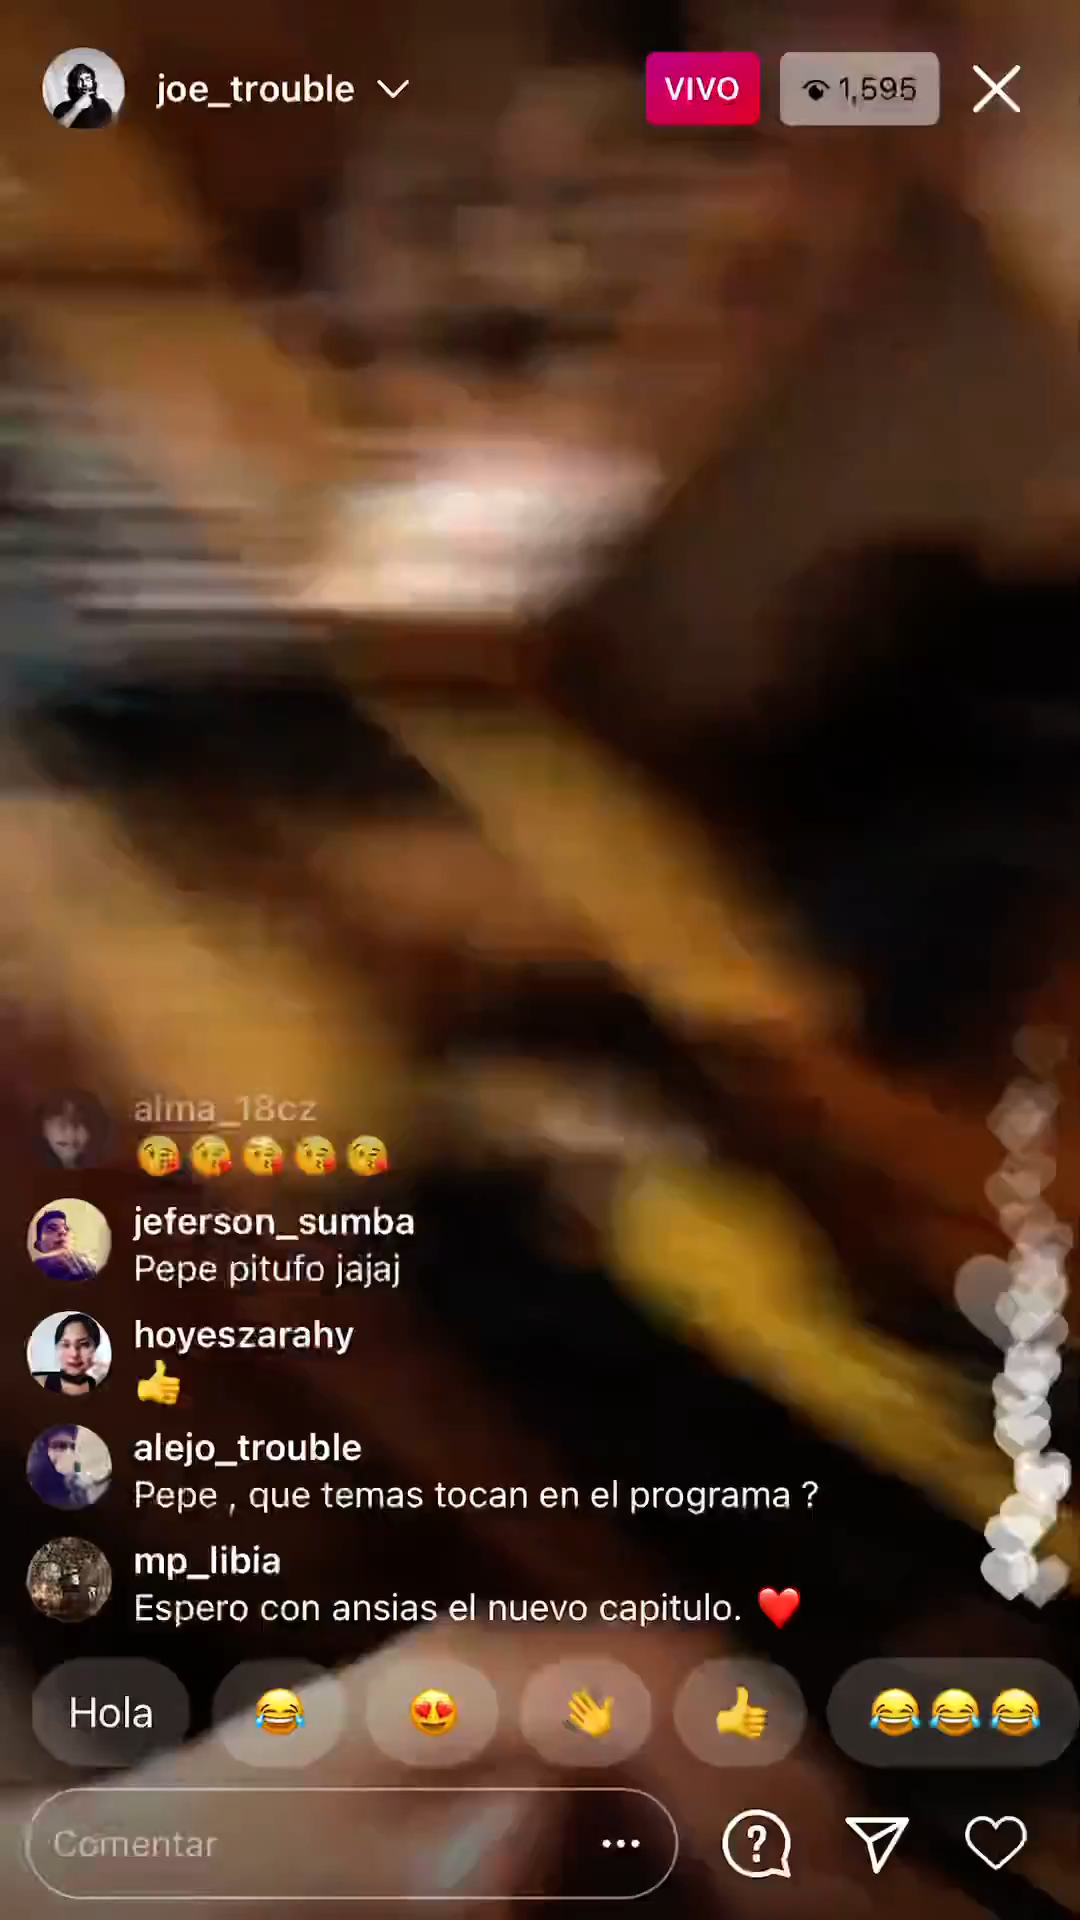 joe_trouble
VIVO
1,595
alma_18cz
😘😘😘😘😘
jeferson_sumba
Pepe pitufo jajaj
hoyeszarahy
👍
alejo_trouble
Pepe , que temas tocan en el programa ?
mp_libia
Espero con ansias el nuevo capitulo. ❤️
Hola 😂 😍 👋 👍 😂😂😂
Comentar